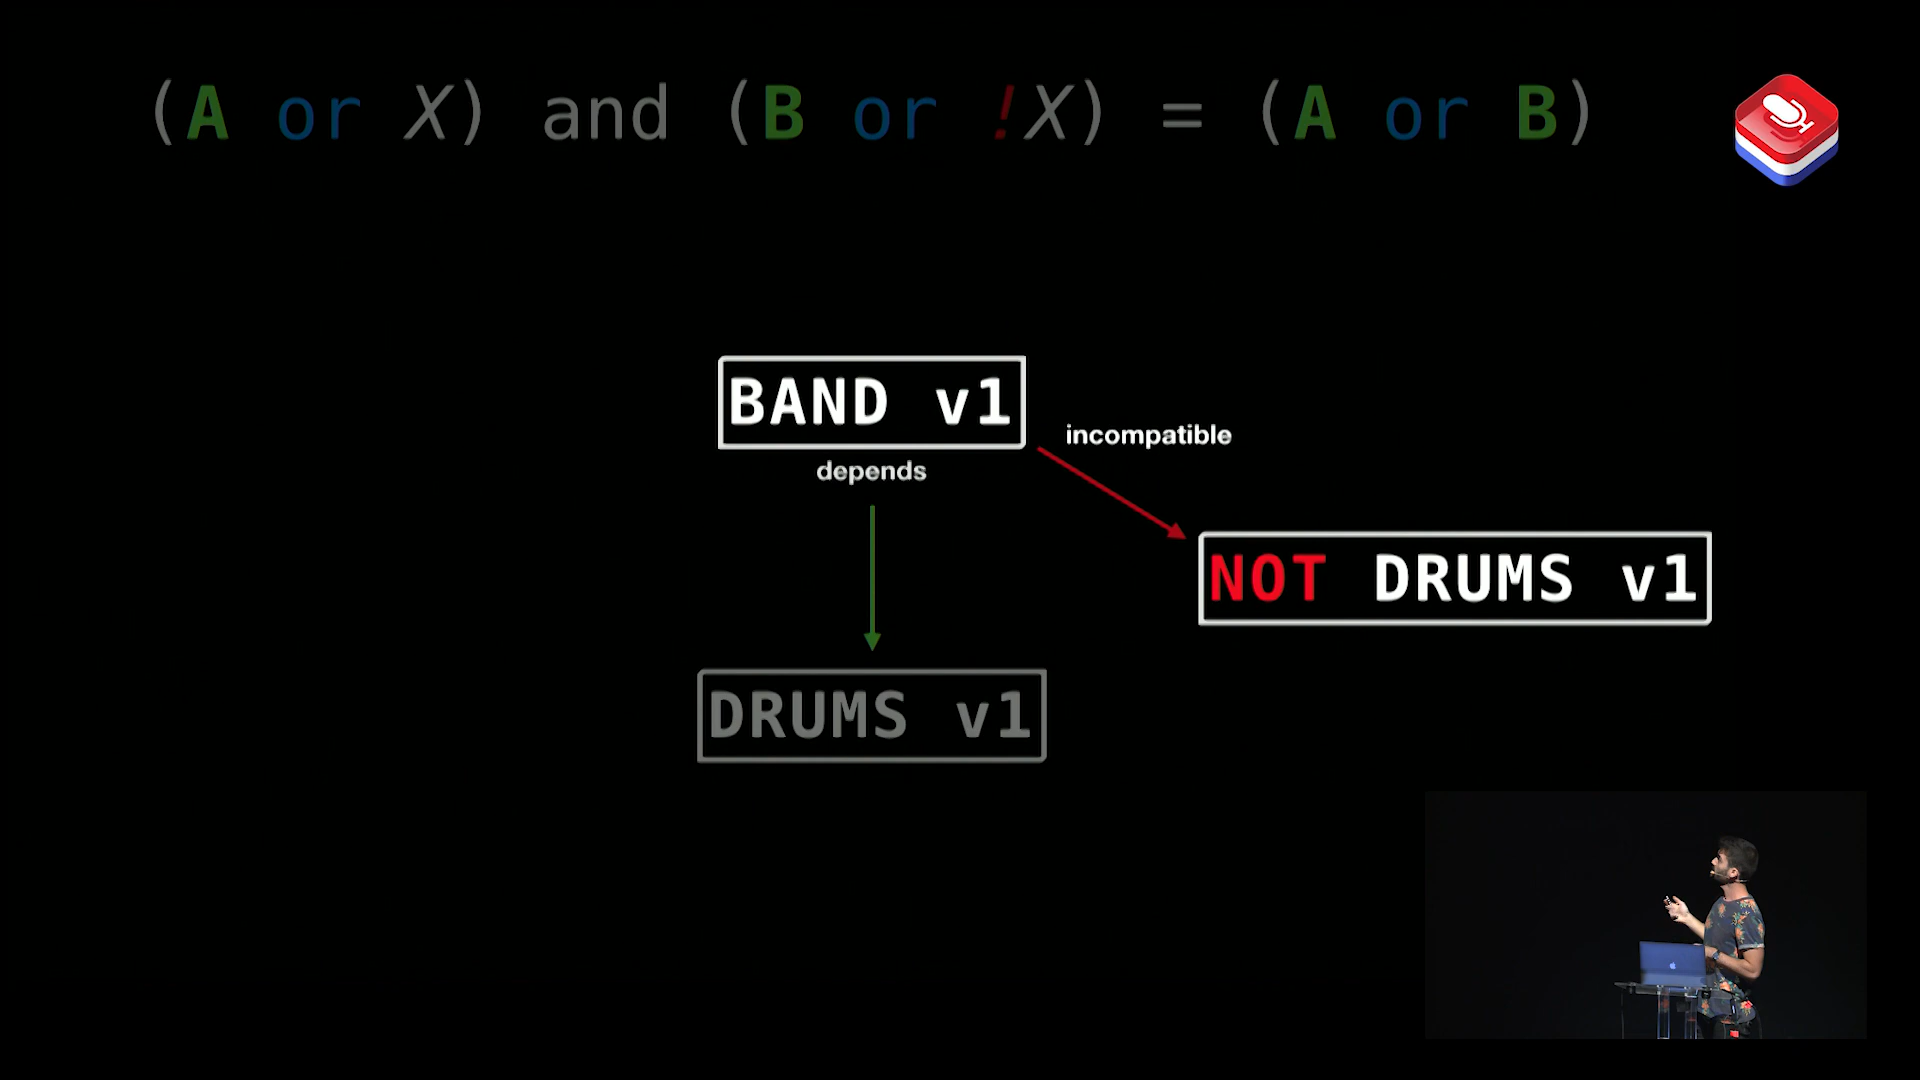 (A or X) and (B or !X) = (A or B)
BAND v1
incompatible
depends
NOT DRUMS v1
DRUMS v1